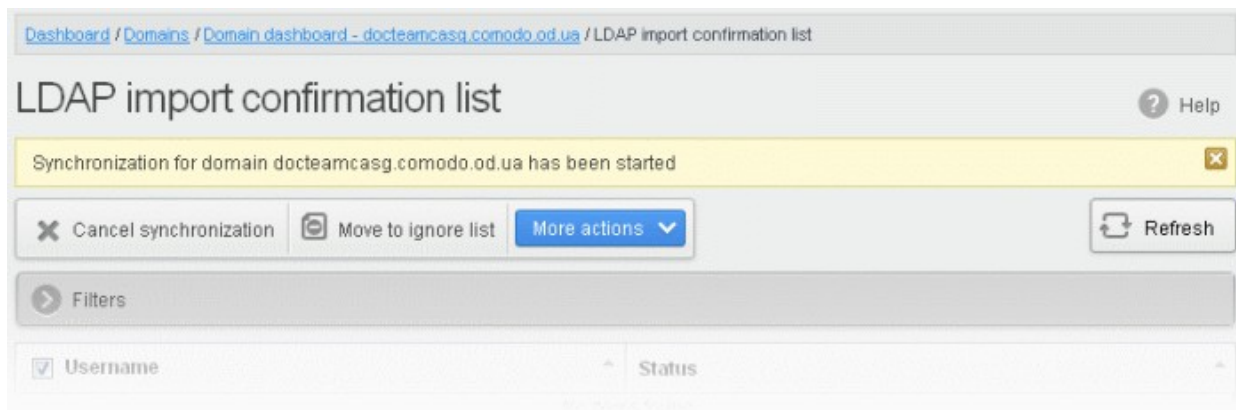 Dashboard / Domains / Domain dashboard - docteamcasg.comodo.od.ua / LDAP import confirmation list
LDAP import confirmation list
Help
Synchronization for domain docteamcasg.comodo.od.ua has been started
Cancel synchronization Move to ignore list More actions Refresh
Filters
Username Status